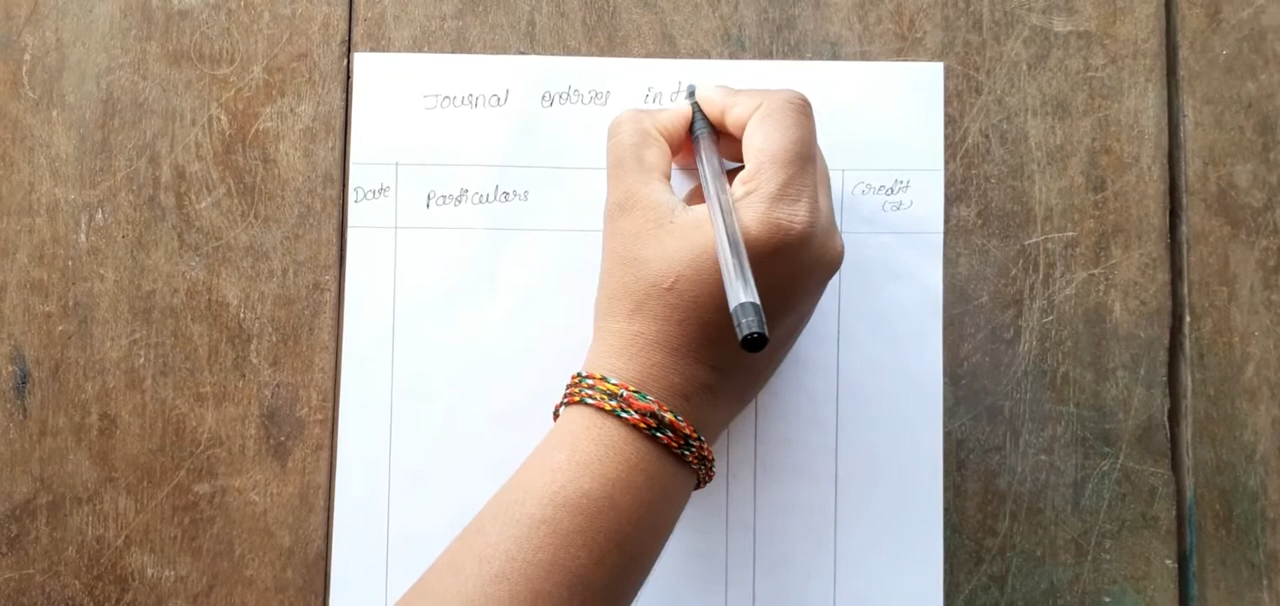 Journal entries in t
Date
Particulars
Credit
(₹)